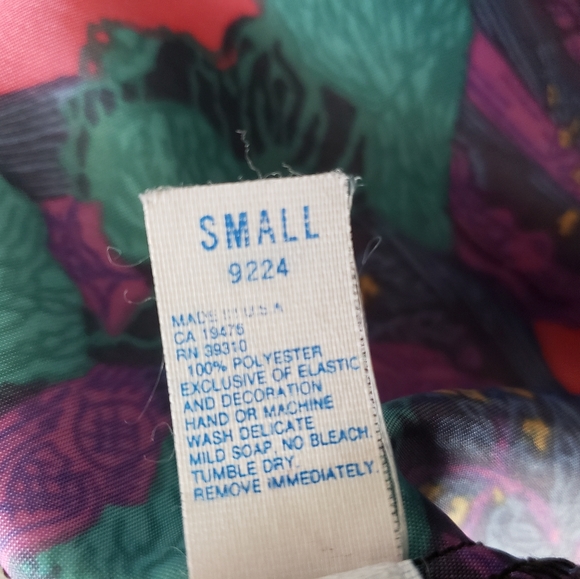 SMALL
9224
MADE IN U.S.A
CA 19476
RN 39310
100% POLYESTER
EXCLUSIVE OF ELASTIC
AND DECORATION
HAND OR MACHINE
WASH DELICATE
MILD SOAP. NO BLEACH.
TUMBLE DRY.
REMOVE IMMEDIATELY.